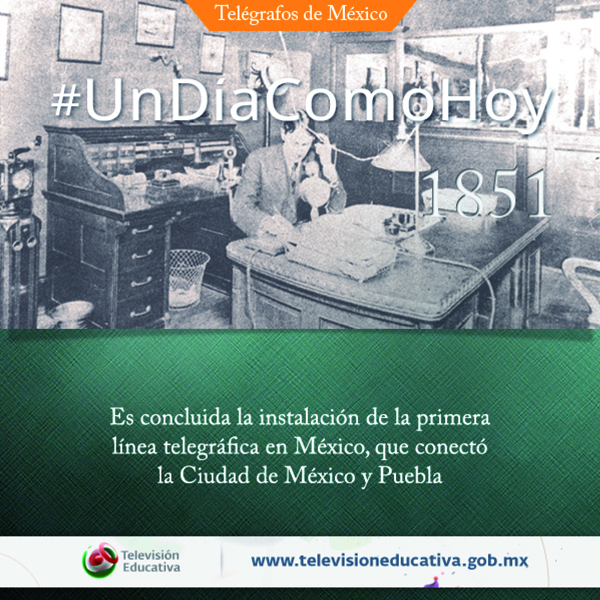 Telégrafos de México
#UnDíaComoHoy
1851
Es concluida la instalación de la primera
línea telegráfica en México, que conectó
la Ciudad de México y Puebla
Televisión
Educativa
www.televisioneducativa.gob.mx